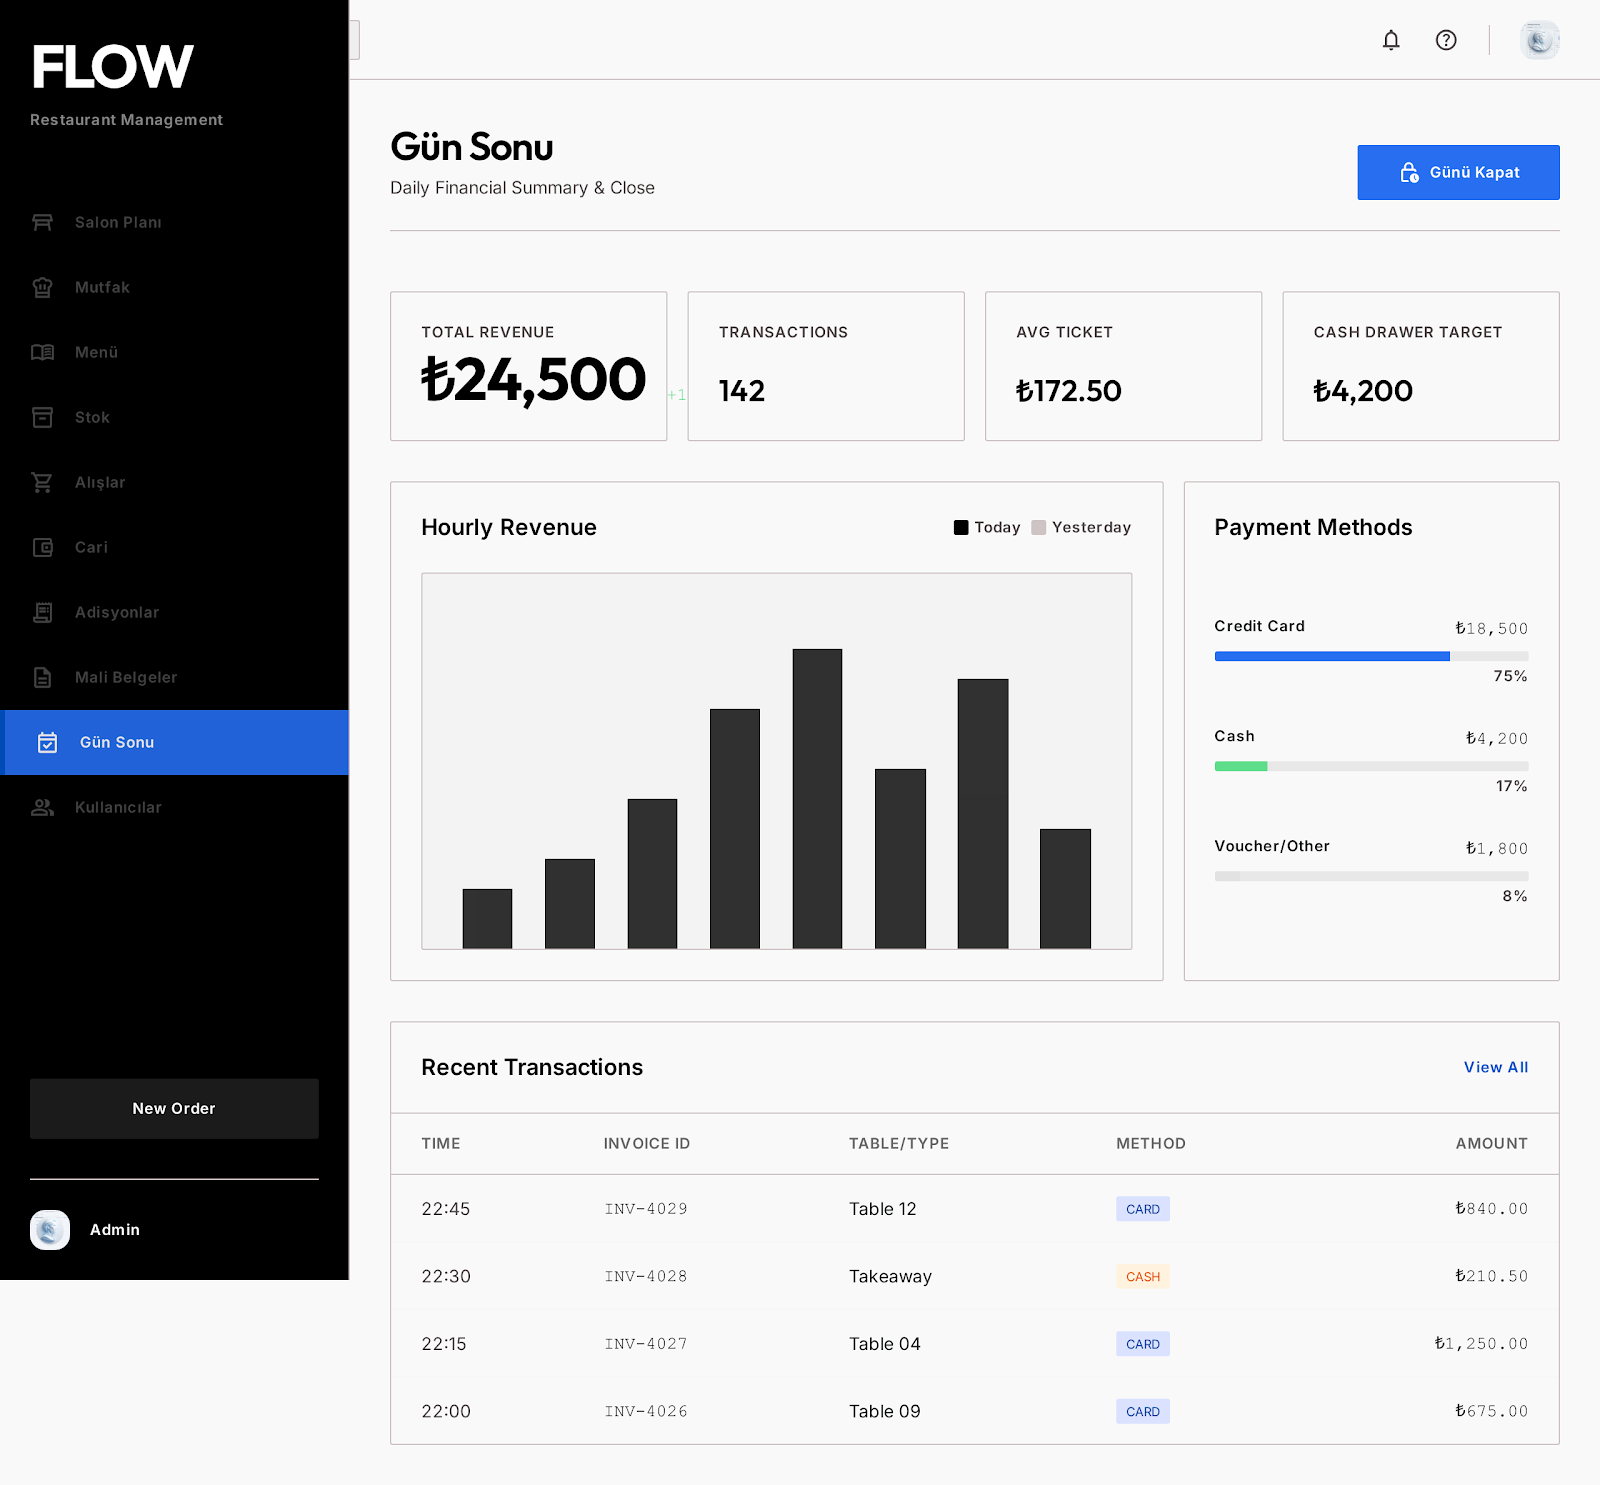 FLOW
Restaurant Management
Salon Planı
Mutfak
Menü
Stok
Alışlar
Cari
Adisyonlar
Mali Belgeler
Gün Sonu
Kullanıcılar
New Order
Admin
Gün Sonu
Daily Financial Summary & Close
Günü Kapat
TOTAL REVENUE
₺24,500
+1
TRANSACTIONS
142
AVG TICKET
₺172.50
CASH DRAWER TARGET
₺4,200
Hourly Revenue
Today
Yesterday
Payment Methods
Credit Card ₺18,500
75%
Cash ₺4,200
17%
Voucher/Other ₺1,800
8%
Recent Transactions
View All
TIME INVOICE ID TABLE/TYPE METHOD AMOUNT
22:45 INV-4029 Table 12 CARD ₺840.00
22:30 INV-4028 Takeaway CASH ₺210.50
22:15 INV-4027 Table 04 CARD ₺1,250.00
22:00 INV-4026 Table 09 CARD ₺675.00